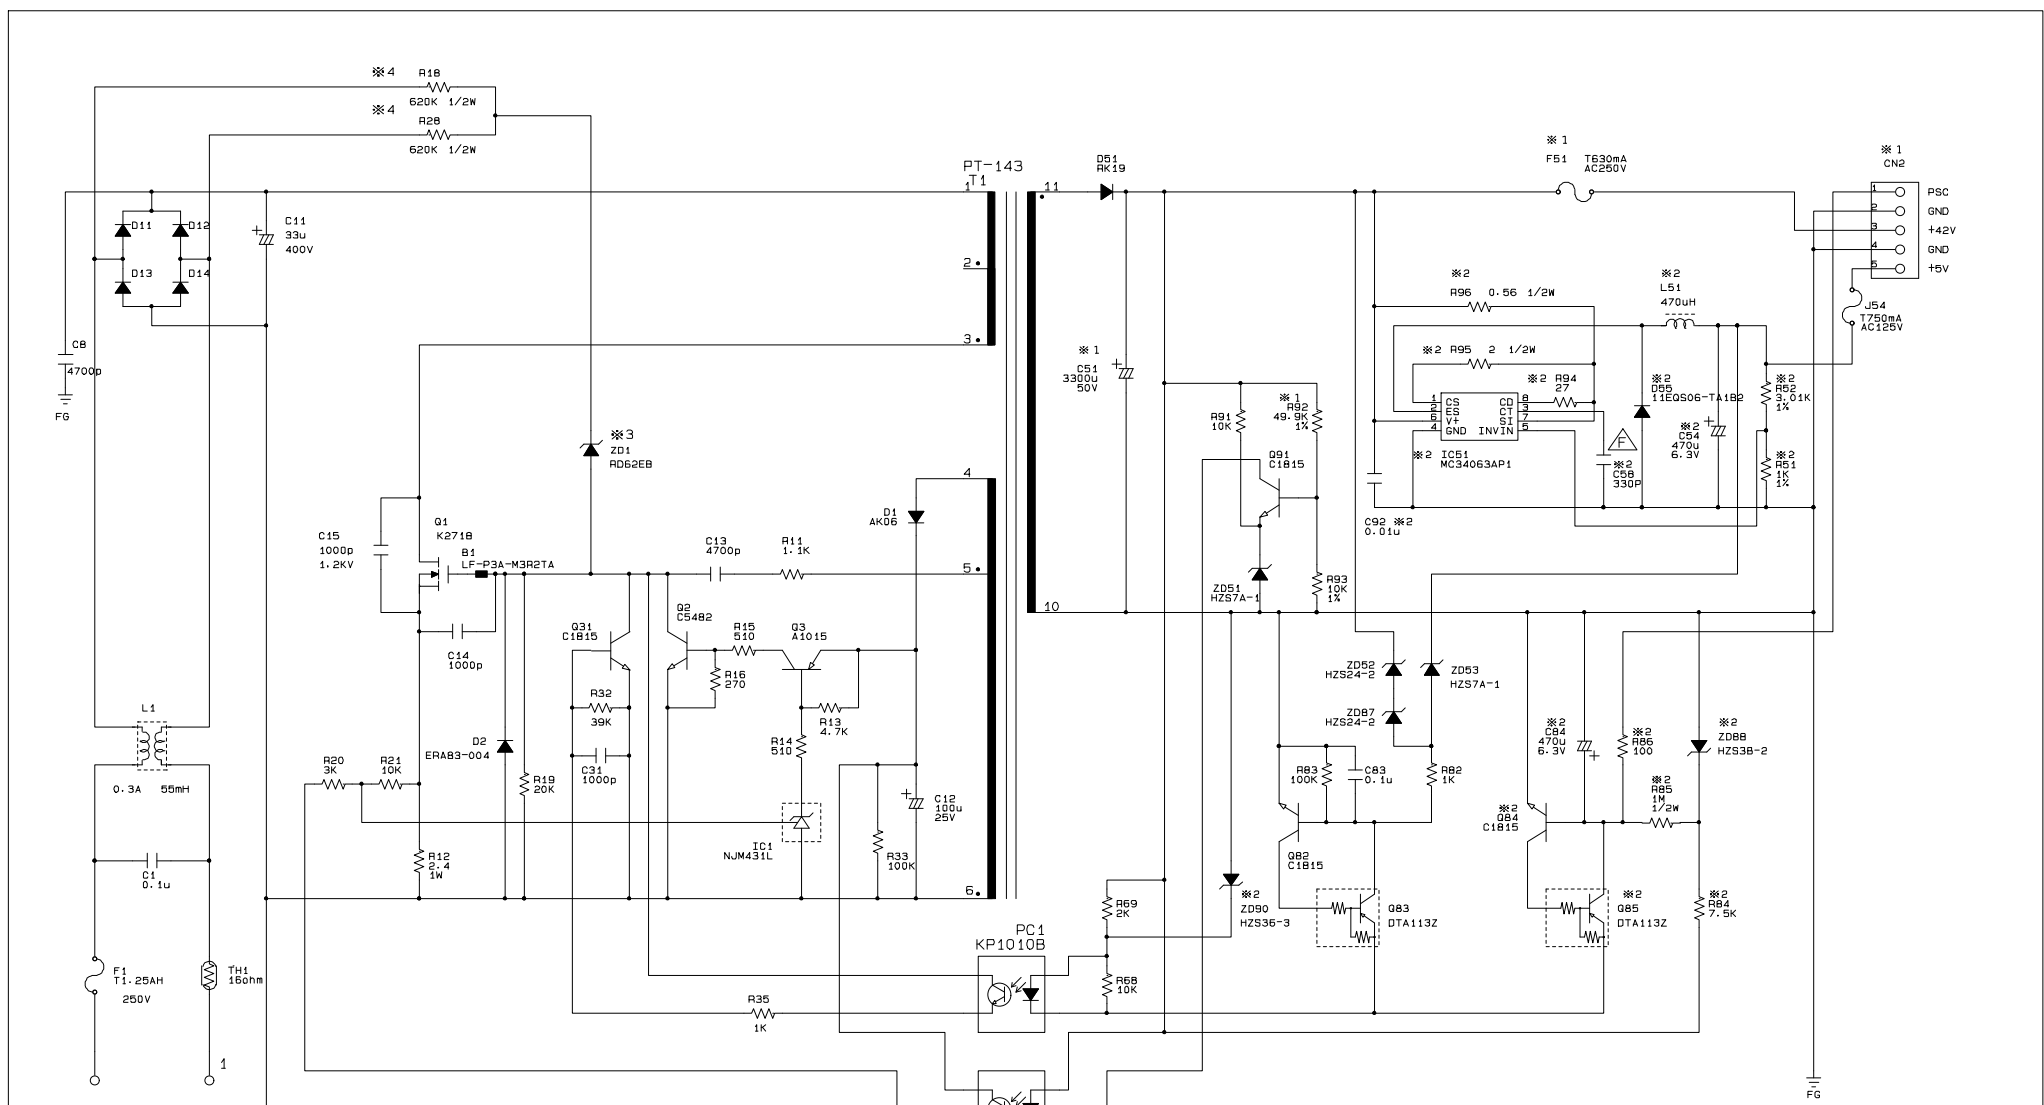 ※4 R18
620K 1/2W
※4
R28
620K 1/2W
PT-143
T1
D51
RK19
※1
F51 T630mA
AC250V
※1
CN2
1 PSC
2 GND
3 +42V
4 GND
5 +5V
J54
T750mA
AC125V
1
2
3
4
5
6
11
10
D11
D12
D13
D14
C11
33u
400V
C8
4700p
FG
※3
ZD1
RD62EB
※1
C51
3300u
50V
※2
R96 0.56 1/2W
※2
L51
470uH
※2 R95 2 1/2W
※2 R94
27
1 CS
2 ES
6 V+
4 GND
CD 8
CT 3
SI 7
INVIN 5
※2 IC51
MC34063AP1
F
※2
C58
330P
※2
D55
11EQS06-TA1B2
※2
C54
470u
6.3V
※2
R52
3.01K
1%
※2
R51
1K
1%
C92 ※2
0.01u
R91
10K
※1
R92
49.9K
1%
Q91
C1815
ZD51
HZS7A-1
R93
10K
1%
D1
AK06
C15
1000p
1.2KV
Q1
K2718
B1
LF-P3A-M3R2TA
C13
4700p
R11
1.1K
C14
1000p
Q31
C1815
Q2
C5482
R15
510
Q3
A1015
R16
270
R32
39K
R13
4.7K
R14
510
C31
1000p
L1
0.3A 55mH
R20
3K
R21
10K
D2
ERA83-004
R19
20K
IC1
NJM431L
C12
100u
25V
R33
100K
R12
2.4
1W
C1
0.1u
F1
T1.25AH
250V
TH1
16ohm
1
R35
1K
PC1
KP1010B
R69
2K
R68
10K
※2
ZD90
HZS36-3
ZD52
HZS24-2
ZD53
HZS7A-1
ZD87
HZS24-2
R83
100K
C83
0.1u
R82
1K
Q82
C1815
Q83
DTA113Z
※2
C84
470u
6.3V
※2
R86
100
※2
ZD88
HZS3B-2
※2
R85
1M
1/2W
※2
Q84
C1815
※2
Q85
DTA113Z
※2
R84
7.5K
FG